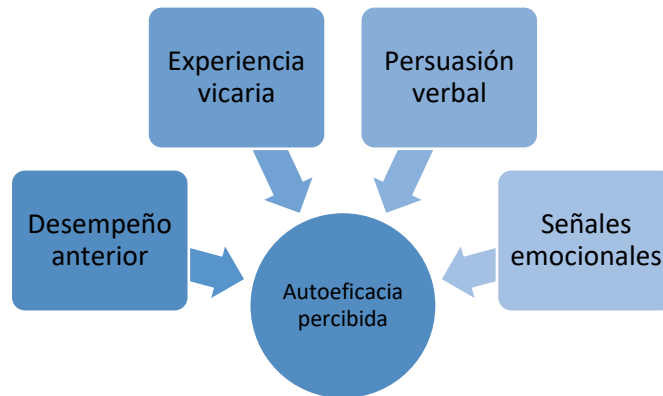 Experiencia
vicaria
Persuasión
verbal
Desempeño
anterior
Señales
emocionales
Autoeficacia
percibida